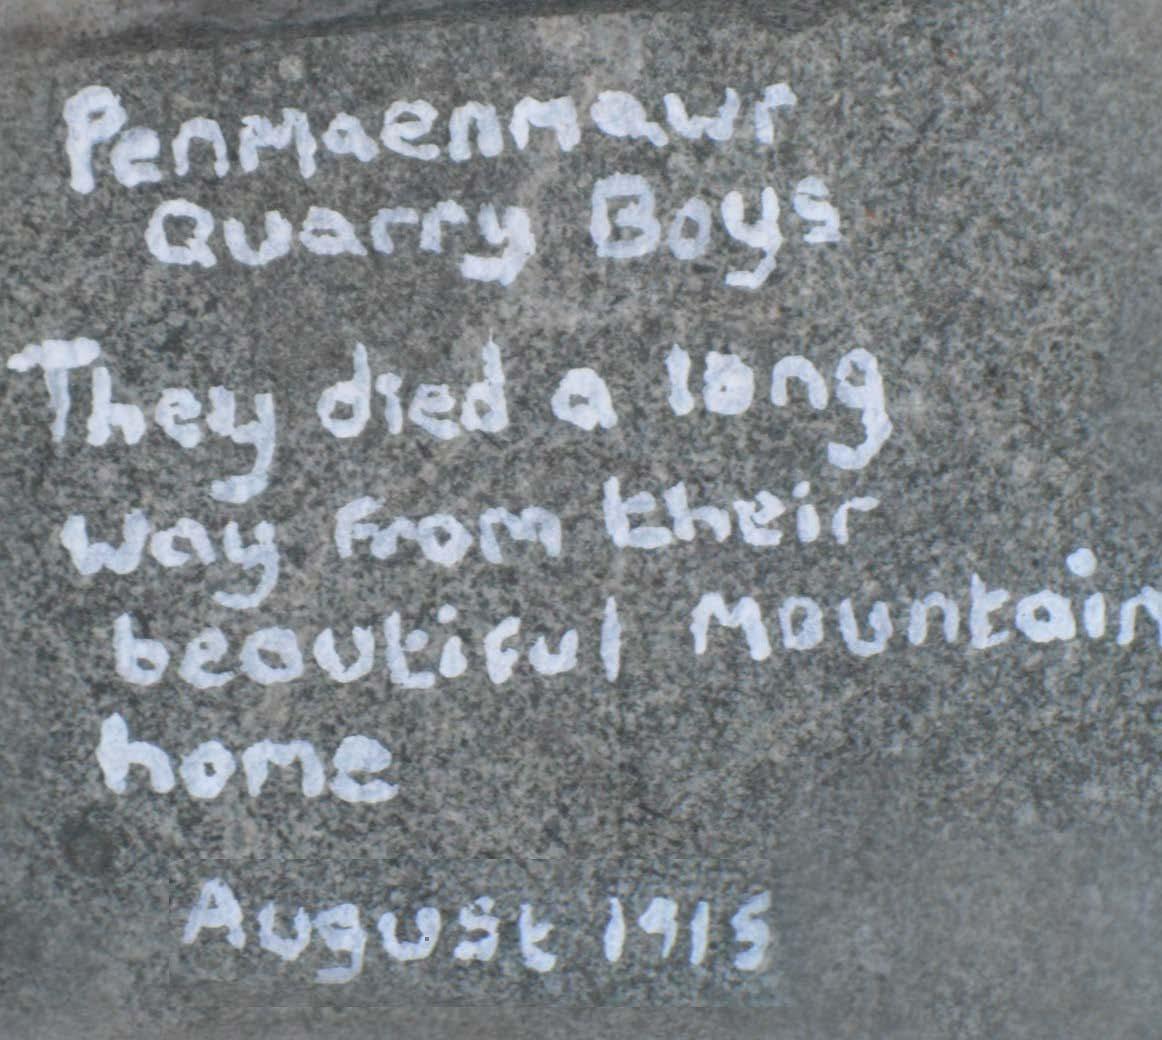 Penmaenmawr
Quarry Boys
They died a long
way from their
beautiful Mountain
home
August 1915